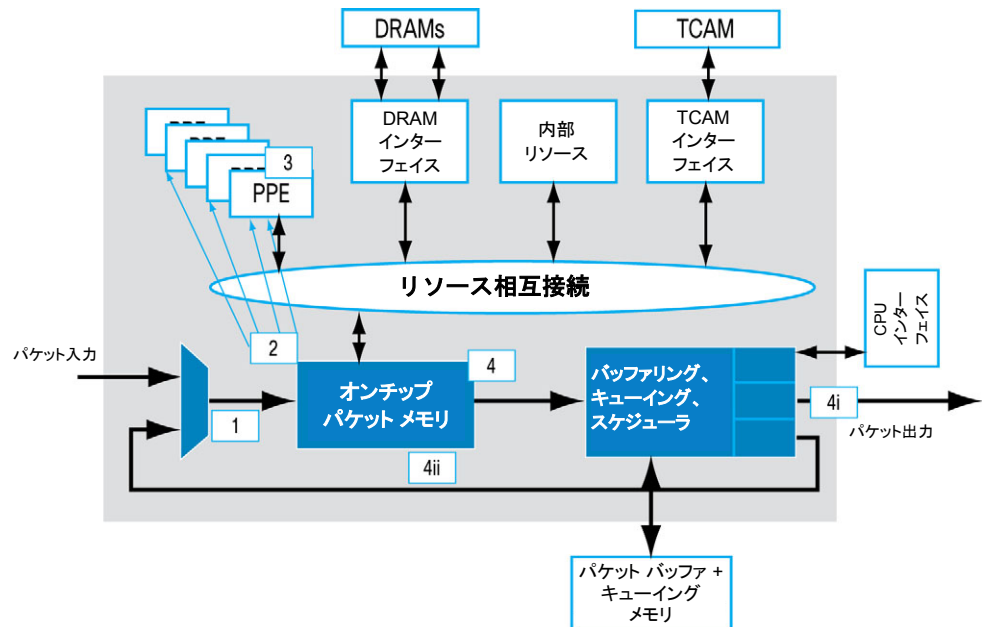 DRAMs
TCAM
DRAM
インター
フェイス
内部
リソース
TCAM
インター
フェイス
3
PPE
リソース相互接続
CPU
インター
フェイス
パケット入力
2
1
オンチップ
パケット メモリ
4
4ii
バッファリング、
キューイング、
スケジューラ
4i
パケット出力
パケット バッファ +
キューイング
メモリ